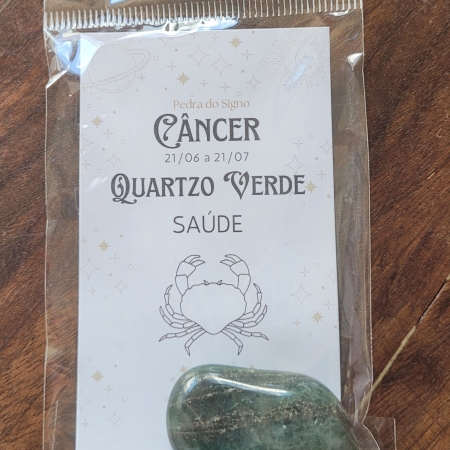 Pedra do Signo
CÂNCER
21/06 a 21/07
QUARTZO VERDE
SAÚDE